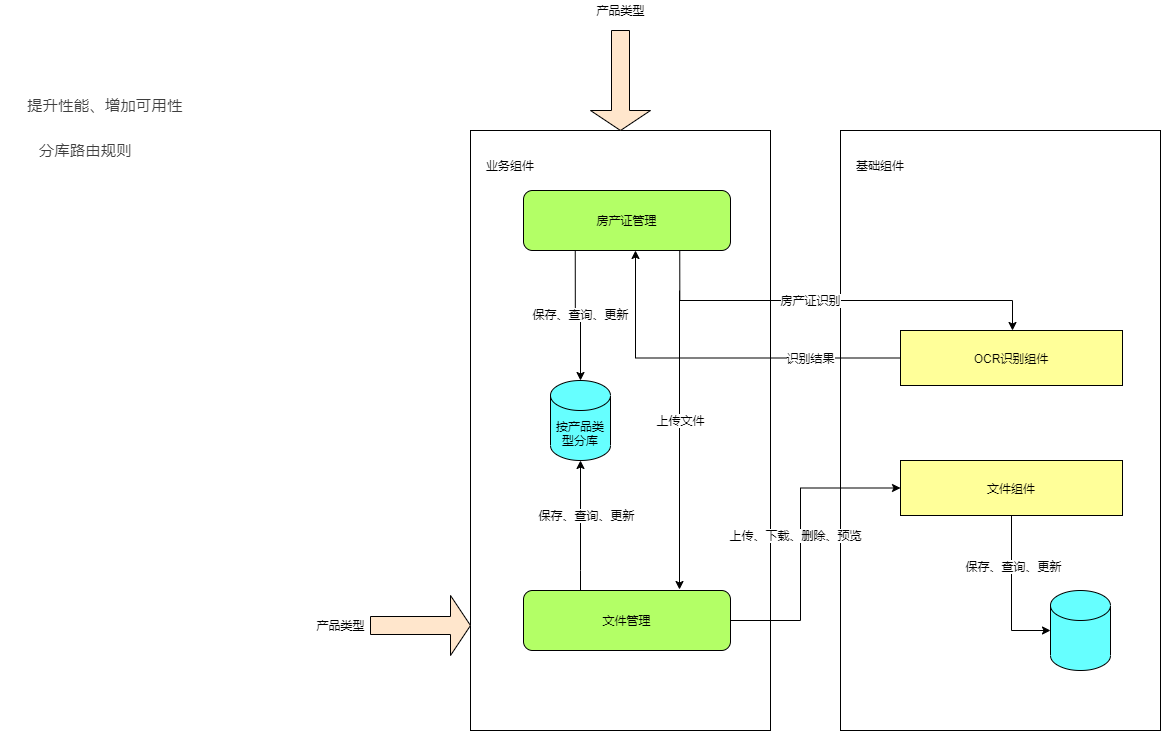 产品类型
提升性能、增加可用性
分库路由规则
业务组件
基础组件
房产证管理
房产证识别
保存、查询、更新
识别结果
OCR识别组件
按产品类
型分库
上传文件
文件组件
保存、查询、更新
上传、下载、删除、预览
保存、查询、更新
产品类型
文件管理